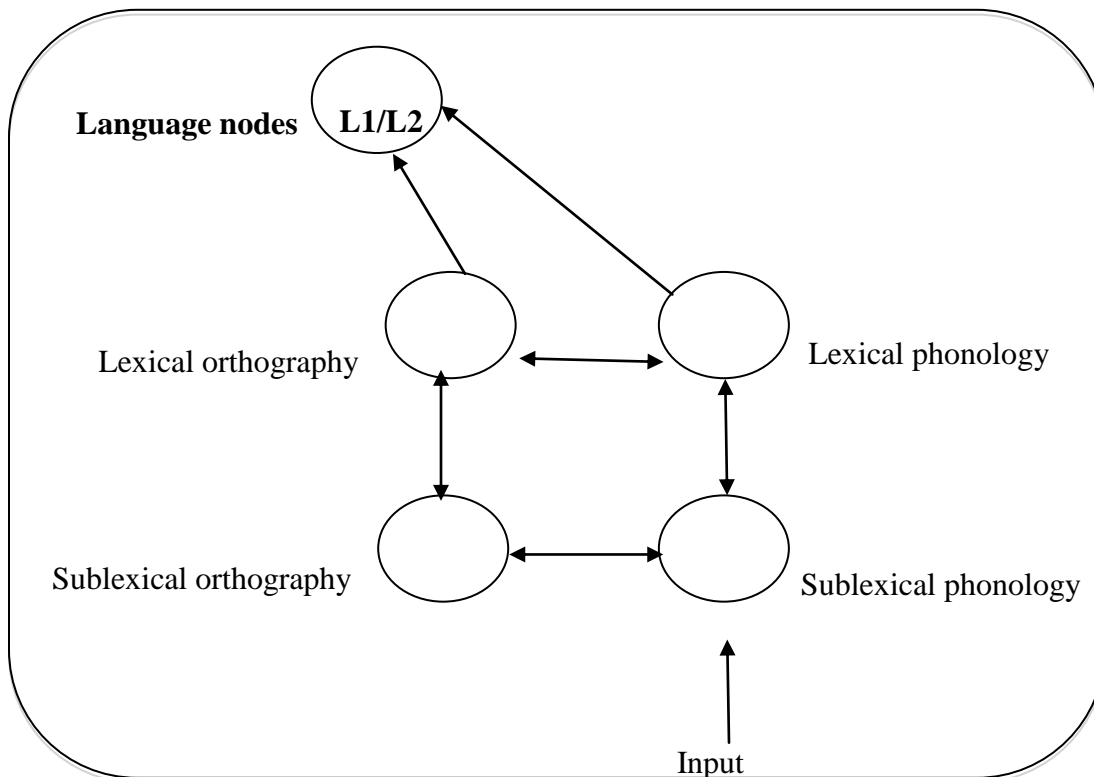 Language nodes L1/L2
Lexical orthography
Lexical phonology
Sublexical orthography
Sublexical phonology
Input